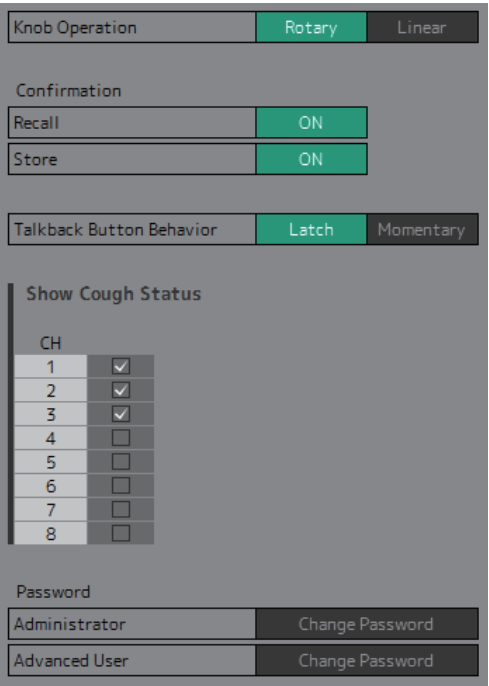 Knob Operation Rotary Linear
Confirmation
Recall ON
Store ON
Talkback Button Behavior Latch Momentary
Show Cough Status
CH
1
2
3
4
5
6
7
8
Password
Administrator Change Password
Advanced User Change Password